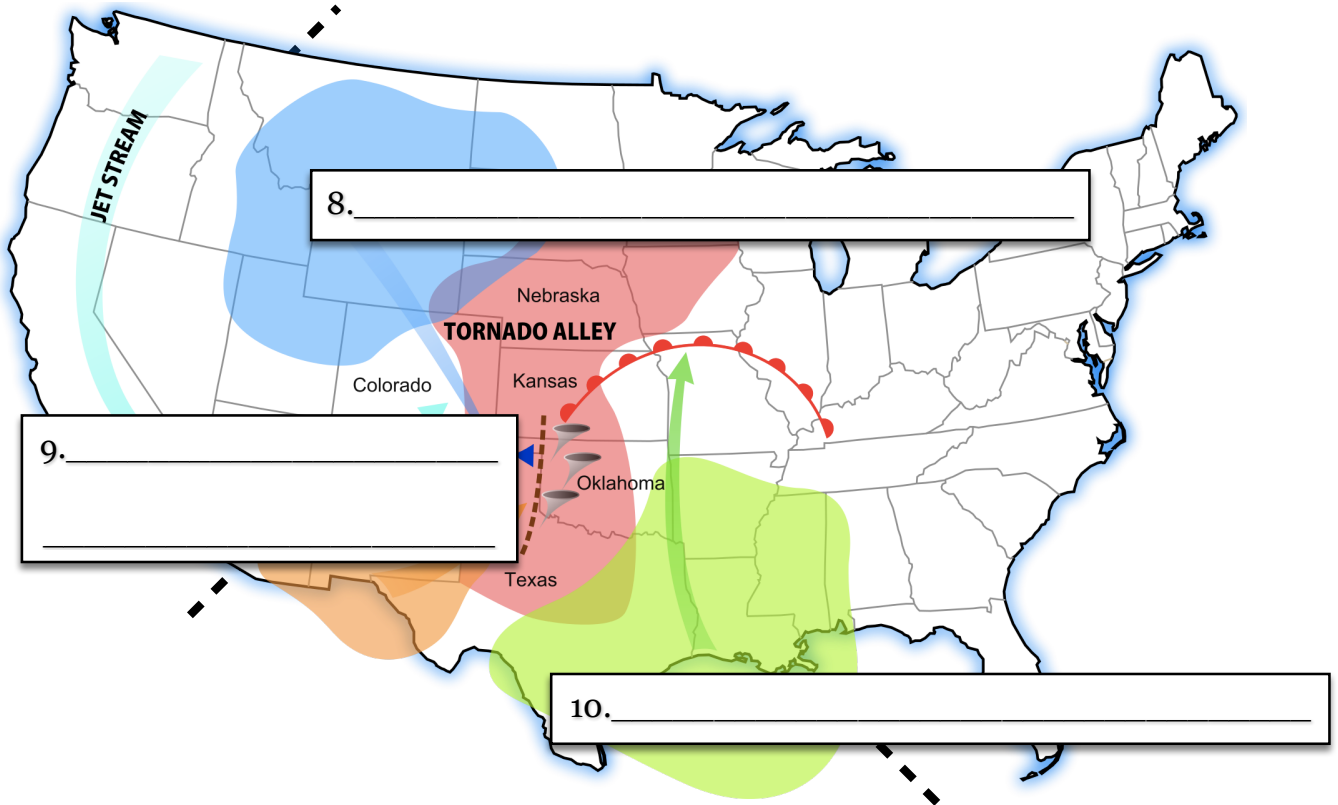 JET STREAM
8.
Nebraska
TORNADO ALLEY
Colorado
Kansas
9.
Oklahoma
Texas
10.